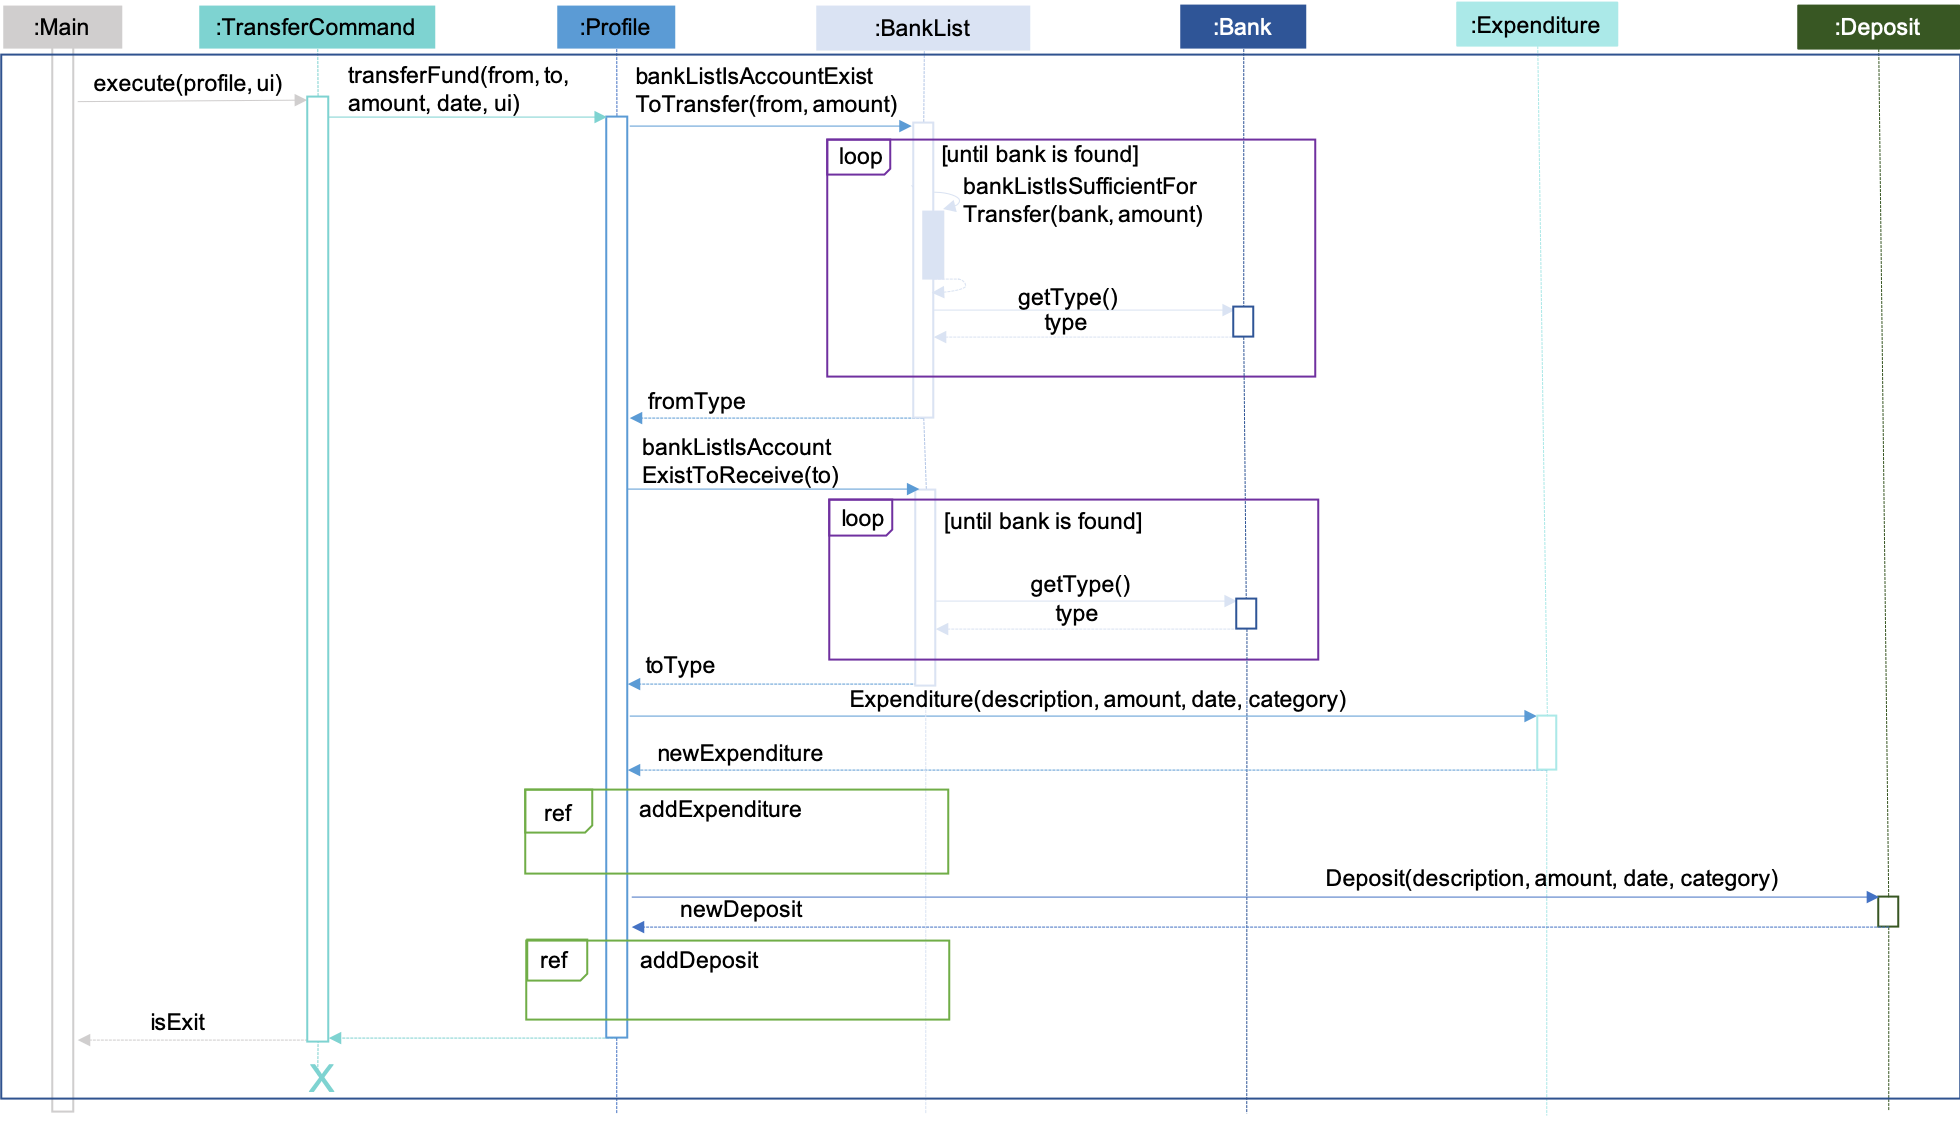 :Main
:TransferCommand
:Profile
:BankList
:Bank
:Expenditure
:Deposit
execute(profile, ui)
transferFund(from, to,
amount, date, ui)
bankListIsAccountExist
ToTransfer(from, amount)
loop
[until bank is found]
bankListIsSufficientFor
Transfer(bank, amount)
getType()
type
fromType
bankListIsAccount
ExistToReceive(to)
loop
[until bank is found]
getType()
type
toType
Expenditure(description, amount, date, category)
newExpenditure
ref
addExpenditure
Deposit(description, amount, date, category)
newDeposit
ref
addDeposit
isExit
X